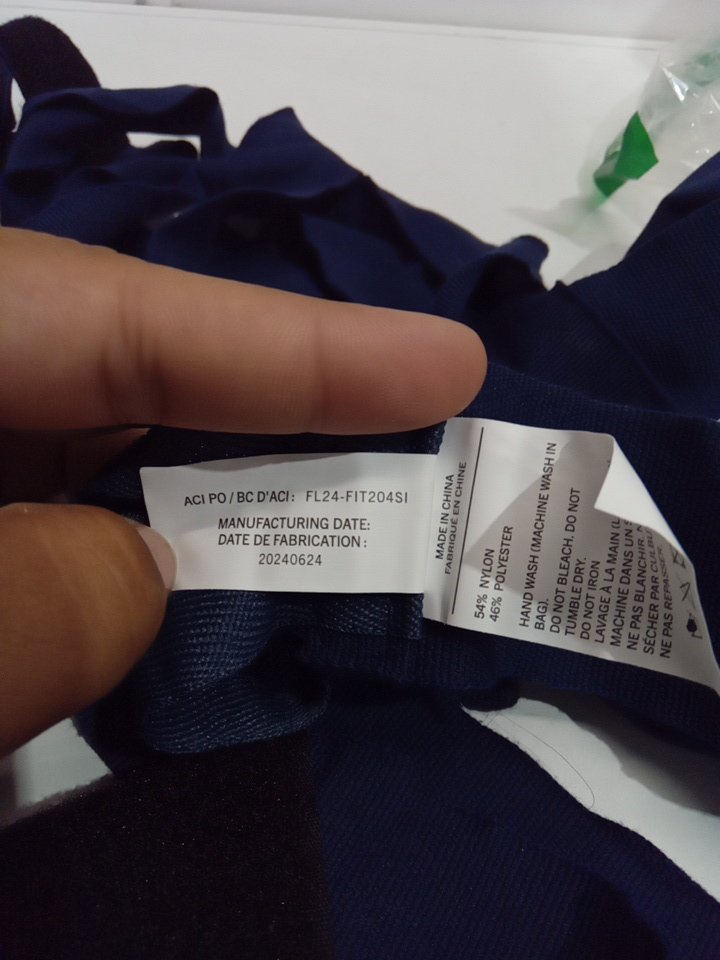 ACI PO / BC D'ACI: FL24-FIT204SI
MANUFACTURING DATE:
DATE DE FABRICATION :
20240624
MADE IN CHINA
FABRIQUÉ EN CHINE
54% NYLON
46% POLYESTER
HAND WASH (MACHINE WASH IN
BAG).
DO NOT BLEACH. DO NOT
TUMBLE DRY.
DO NOT IRON
LAVAGE À LA MAIN
MACHINE DANS UN
NE PAS BLANCHIR.
SÉCHER PAR
NE PAS REPASSER